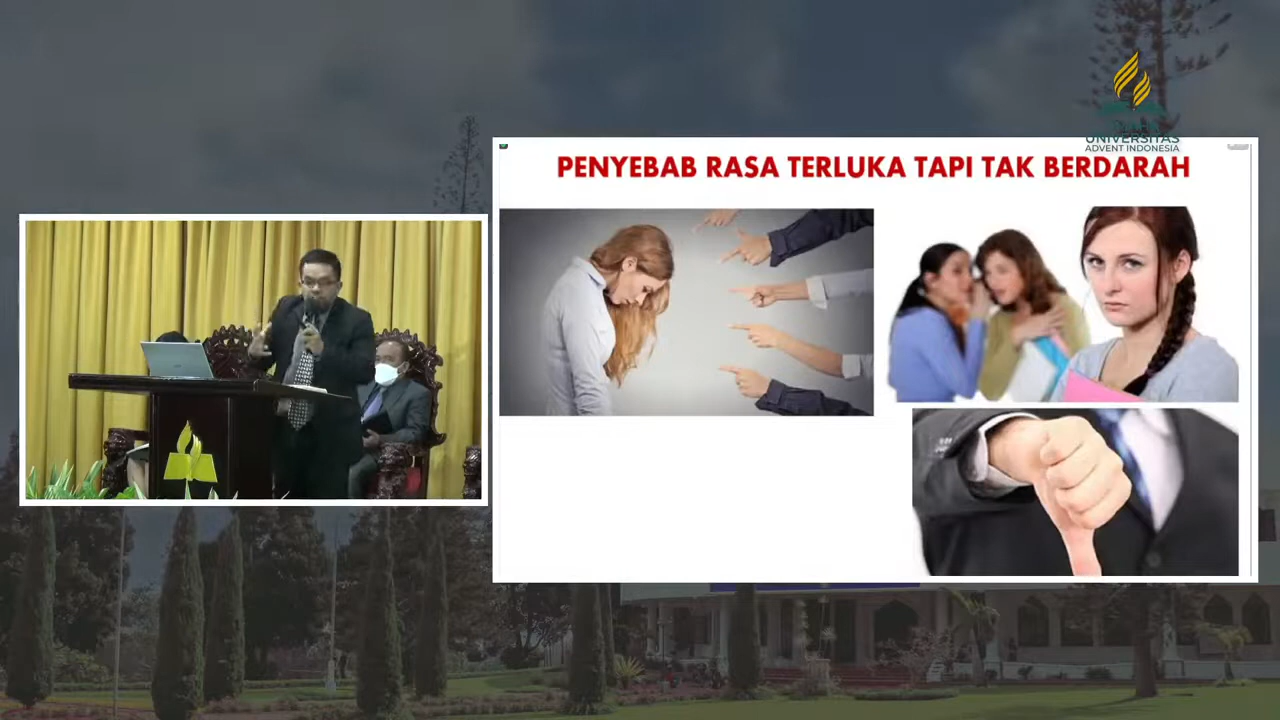 UNIVERSITAS
ADVENT INDONESIA
PENYEBAB RASA TERLUKA TAPI TAK BERDARAH